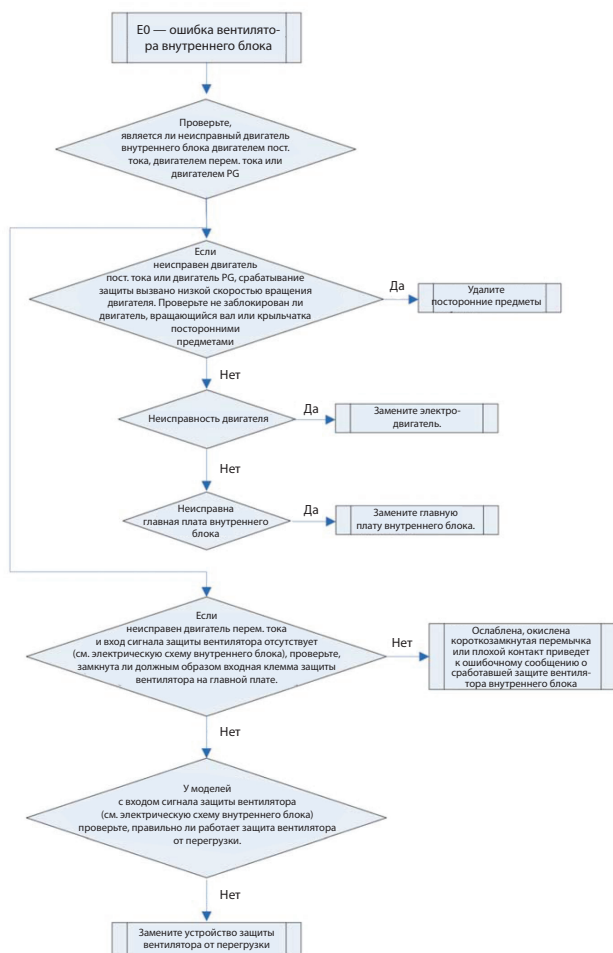 E0 — ошибка вентилято-
ра внутреннего блока
Проверьте,
является ли неисправный двигатель
внутреннего блока двигателем пост.
тока, двигателем перем. тока или
двигателем PG
Если
неисправен двигатель
пост. тока или двигатель PG, срабатывание
защиты вызвано низкой скоростью вращения
двигателя. Проверьте не заблокирован ли
двигатель, вращающийся вал или крыльчатка
посторонними
предметами
Да
Удалите
посторонние предметы
Нет
Неисправность двигателя
Да
Замените электро-
двигатель.
Нет
Неисправна
главная плата внутреннего
блока
Да
Замените главную
плату внутреннего блока.
Если
неисправен двигатель перем. тока
и вход сигнала защиты вентилятора отсутствует
(см. электрическую схему внутреннего блока), проверьте,
замкнута ли должным образом входная клемма защиты
вентилятора на главной плате.
Нет
Ослаблена, окислена
короткозамкнутая перемычка
или плохой контакт приведет
к ошибочному сообщению о
сработавшей защите вентиля-
тора внутреннего блока
Нет
У моделей
с входом сигнала защиты вентилятора
(см. электрическую схему внутреннего блока)
проверьте, правильно ли работает защита вентилятора
от перегрузки.
Нет
Замените устройство защиты
вентилятора от перегрузки